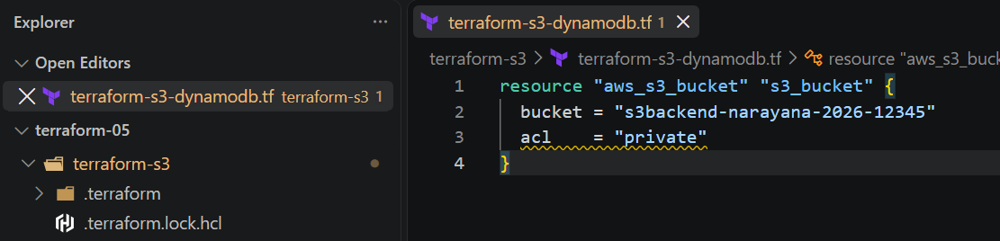 Explorer
Open Editors
terraform-s3-dynamodb.tf terraform-s3 1
terraform-05
terraform-s3
.terraform
.terraform.lock.hcl
terraform-s3-dynamodb.tf 1
terraform-s3 > terraform-s3-dynamodb.tf > resource "aws_s3_buck
1 resource "aws_s3_bucket" "s3_bucket" {
2 bucket = "s3backend-narayana-2026-12345"
3 acl    = "private"
4 }